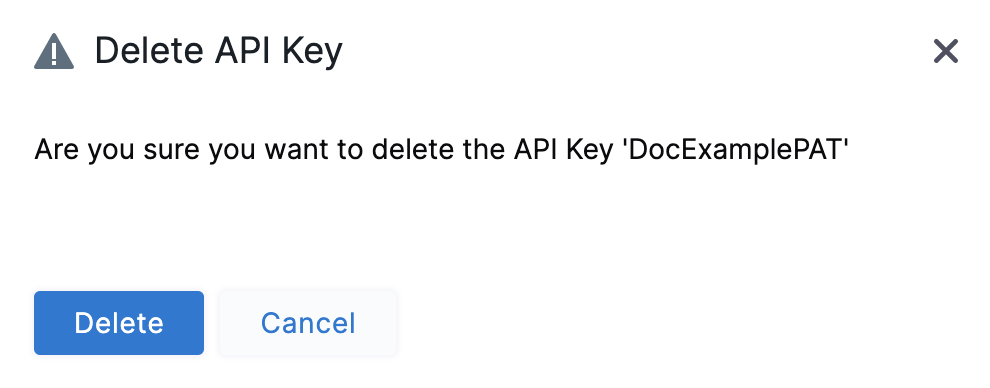 Delete API Key
Are you sure you want to delete the API Key 'DocExamplePAT'
Delete
Cancel